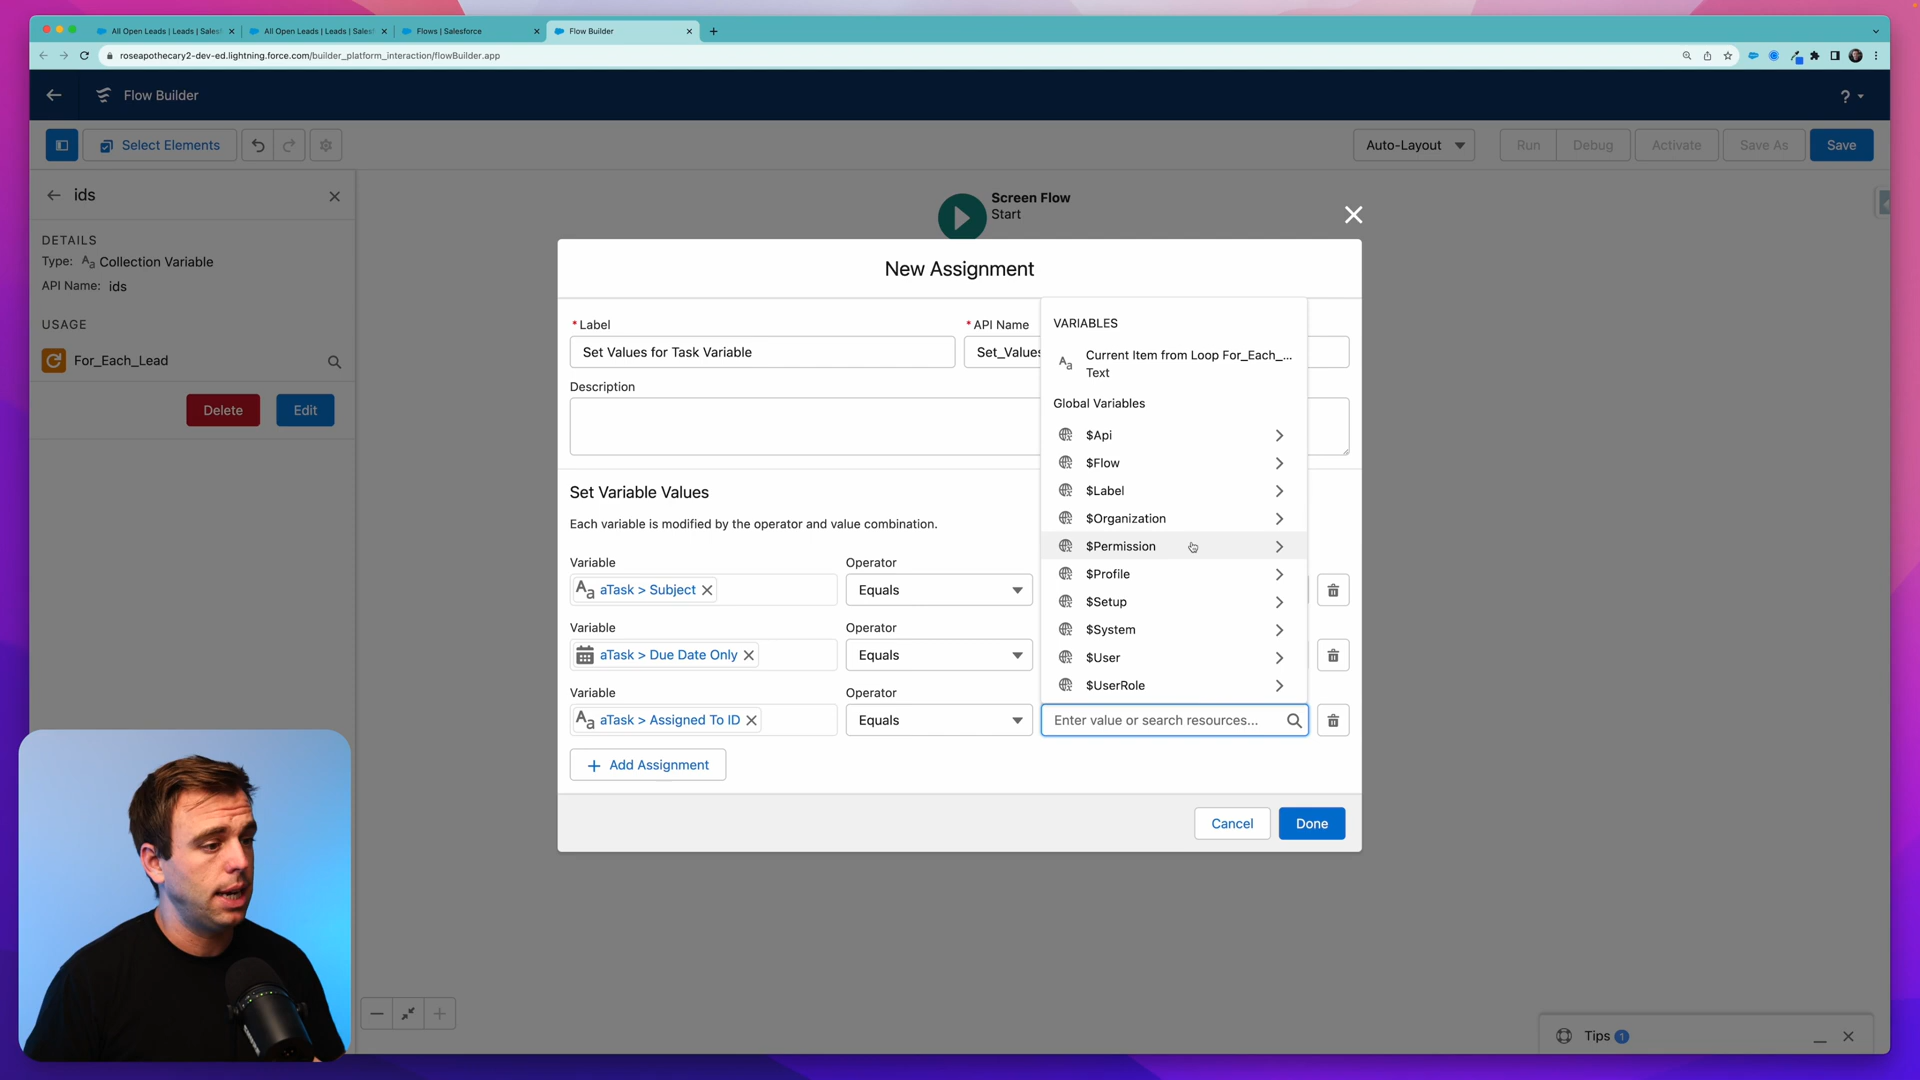 All Open Leads | Leads | Sales
All Open Leads | Leads | Sales
Flows | Salesforce
Flow Builder
roseapothecary2-dev-ed.lightning.force.com/builder_platform_interaction/flowBuilder.app
Flow Builder
?
Select Elements
Auto-Layout
Run
Debug
Activate
Save As
Save
ids
DETAILS
Type: Aa Collection Variable
API Name: ids
USAGE
For_Each_Lead
Delete
Edit
Screen Flow
Start
New Assignment
* Label
Set Values for Task Variable
* API Name
Set_Values
Description
Set Variable Values
Each variable is modified by the operator and value combination.
Variable
Operator
Aa aTask > Subject
Equals
Variable
Operator
aTask > Due Date Only
Equals
Variable
Operator
Aa aTask > Assigned To ID
Equals
VARIABLES
Aa Current Item from Loop For_Each_...
Text
Global Variables
$Api
$Flow
$Label
$Organization
$Permission
$Profile
$Setup
$System
$User
$UserRole
Enter value or search resources...
+ Add Assignment
Cancel
Done
Tips 1